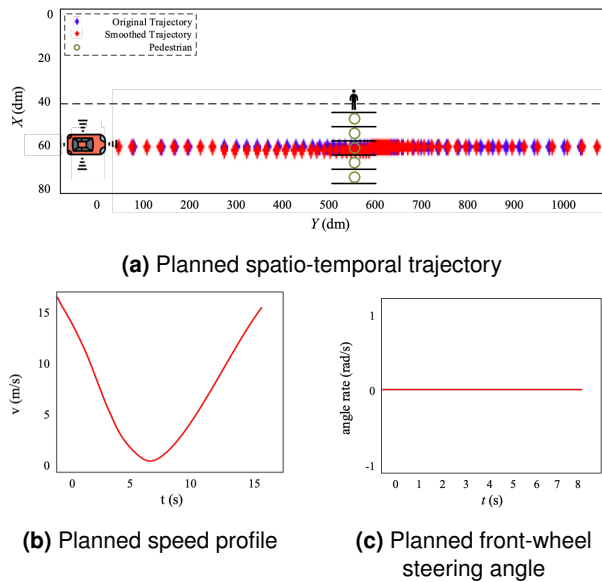 0
20
40
60
80
X (dm)
Original Trajectory
Smoothed Trajectory
Pedestrian
0 100 200 300 400 500 600 700 800 900 1000
Y (dm)
(a) Planned spatio-temporal trajectory
15
10
5
0
v (m/s)
0 5 10 15
t (s)
(b) Planned speed profile
1
0
-1
angle rate (rad/s)
0 1 2 3 4 5 6 7 8
t (s)
(c) Planned front-wheel
steering angle